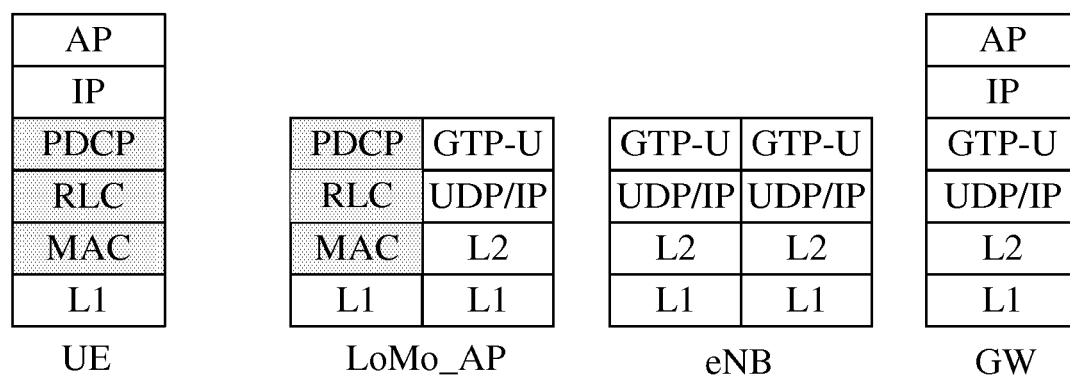 AP AP
IP IP
PDCP PDCP GTP-U GTP-U GTP-U GTP-U
RLC RLC UDP/IP UDP/IP UDP/IP UDP/IP
MAC MAC L2 L2 L2 L2
L1 L1 L1 L1 L1 L1
UE LoMo_AP eNB GW